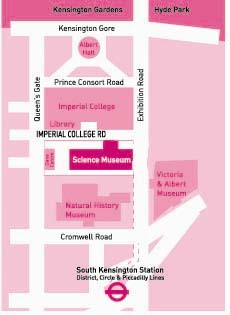 Kensington Gardens
Hyde Park
Kensington Gore
Albert
Hall
Queen's Gate
Prince Consort Road
Exhibition Road
Imperial College
Library
IMPERIAL COLLEGE RD
Dana
Centre
Science Museum
Victoria
& Albert
Museum
Natural History
Museum
Cromwell Road
South Kensington Station
District, Circle & Piccadilly Lines